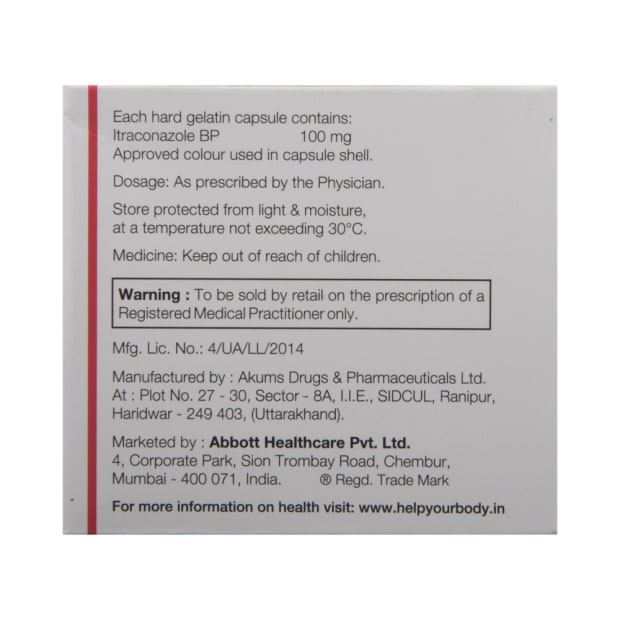 Each hard gelatin capsule contains:
Itraconazole BP 100 mg
Approved colour used in capsule shell.
Dosage: As prescribed by the Physician.
Store protected from light & moisture,
at a temperature not exceeding 30°C.
Medicine: Keep out of reach of children.
Warning : To be sold by retail on the prescription of a
Registered Medical Practitioner only.
Mfg. Lic. No.: 4/UA/LL/2014
Manufactured by : Akums Drugs & Pharmaceuticals Ltd.
At : Plot No. 27 - 30, Sector - 8A, I.I.E., SIDCUL, Ranipur,
Haridwar - 249 403, (Uttarakhand).
Marketed by : Abbott Healthcare Pvt. Ltd.
4, Corporate Park, Sion Trombay Road, Chembur,
Mumbai - 400 071, India. ® Regd. Trade Mark
For more information on health visit: www.helpyourbody.in